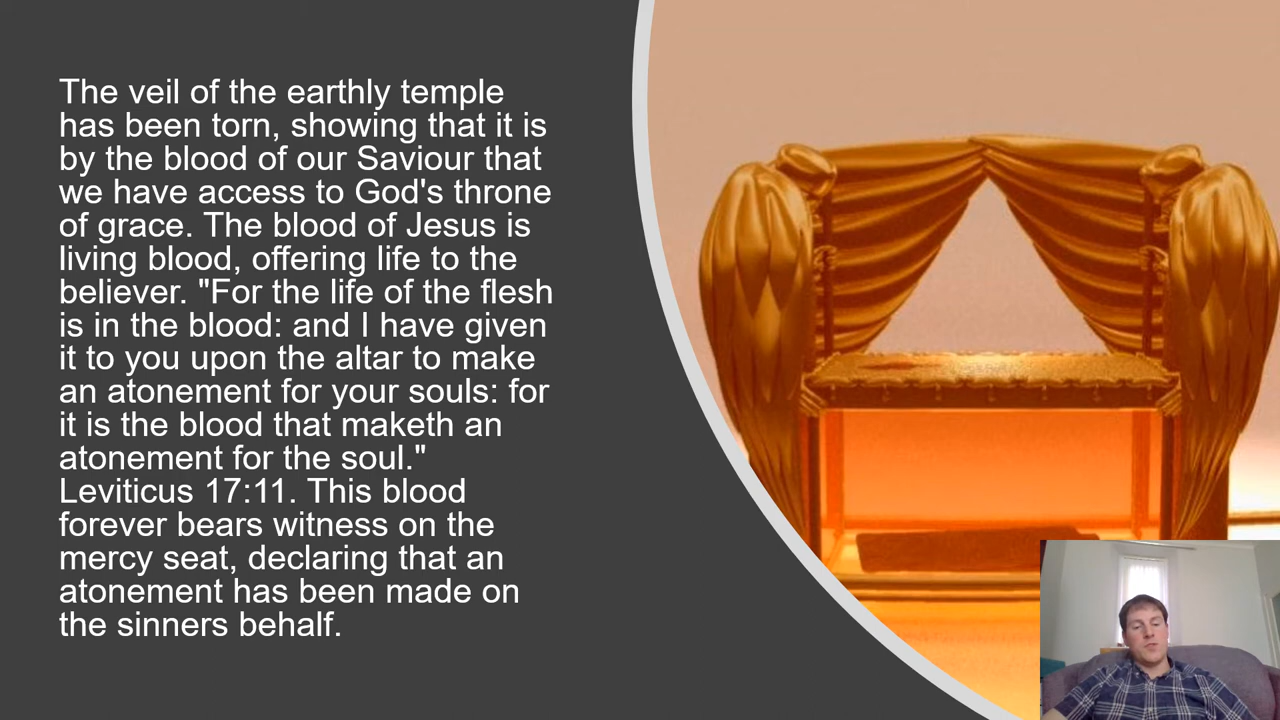 The veil of the earthly temple
has been torn, showing that it is
by the blood of our Saviour that
we have access to God's throne
of grace. The blood of Jesus is
living blood, offering life to the
believer. "For the life of the flesh
is in the blood: and I have given
it to you upon the altar to make
an atonement for your souls: for
it is the blood that maketh an
atonement for the soul."
Leviticus 17:11. This blood
forever bears witness on the
mercy seat, declaring that an
atonement has been made on
the sinners behalf.